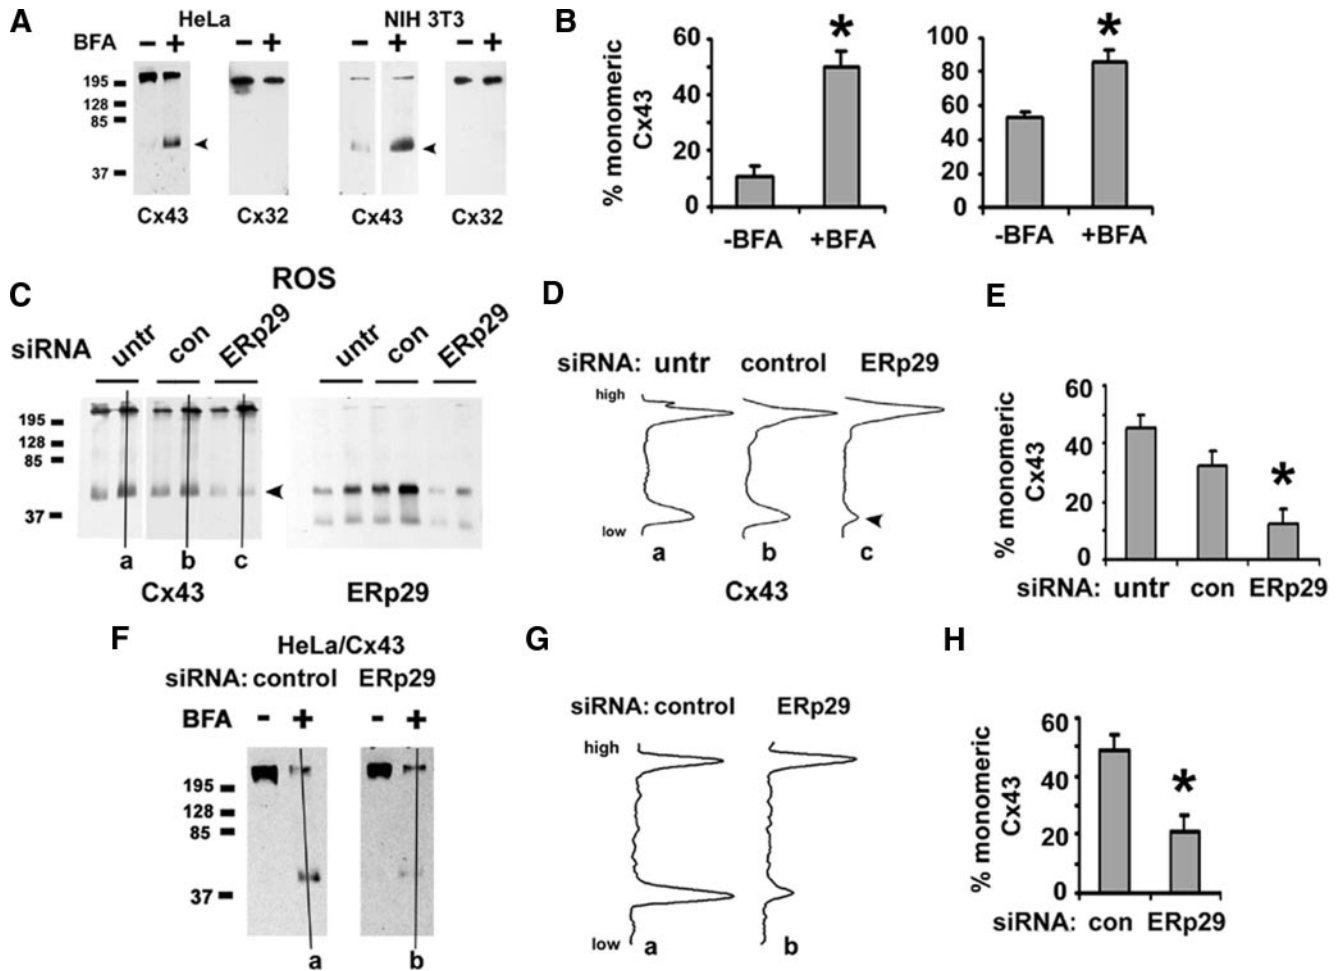 A
HeLa
NIH 3T3
BFA - + - + - + - +
195
128
85
37
Cx43 Cx32 Cx43 Cx32
B
% monomeric
Cx43
60
40
20
0
*
-BFA +BFA
100
80
60
40
20
0
*
-BFA +BFA
C
ROS
siRNA untr con ERp29 untr con ERp29
195
128
85
37
a b c
Cx43 ERp29
D
siRNA: untr control ERp29
high
low
a b c
Cx43
E
% monomeric
Cx43
60
40
20
0
*
siRNA: untr con ERp29
F
HeLa/Cx43
siRNA: control ERp29
BFA - + - +
195
128
85
37
a b
G
siRNA: control ERp29
high
low
a b
H
% monomeric
Cx43
60
40
20
0
*
siRNA: con ERp29